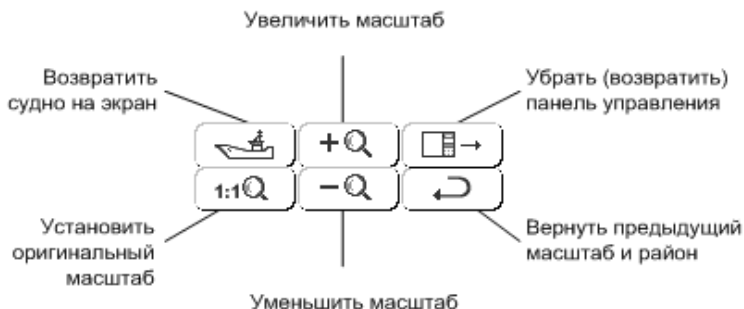 Увеличить масштаб
Возвратить
судно на экран
Убрать (возвратить)
панель управления
+
1:1
−
Установить
оригинальный
масштаб
Вернуть предыдущий
масштаб и район
Уменьшить масштаб